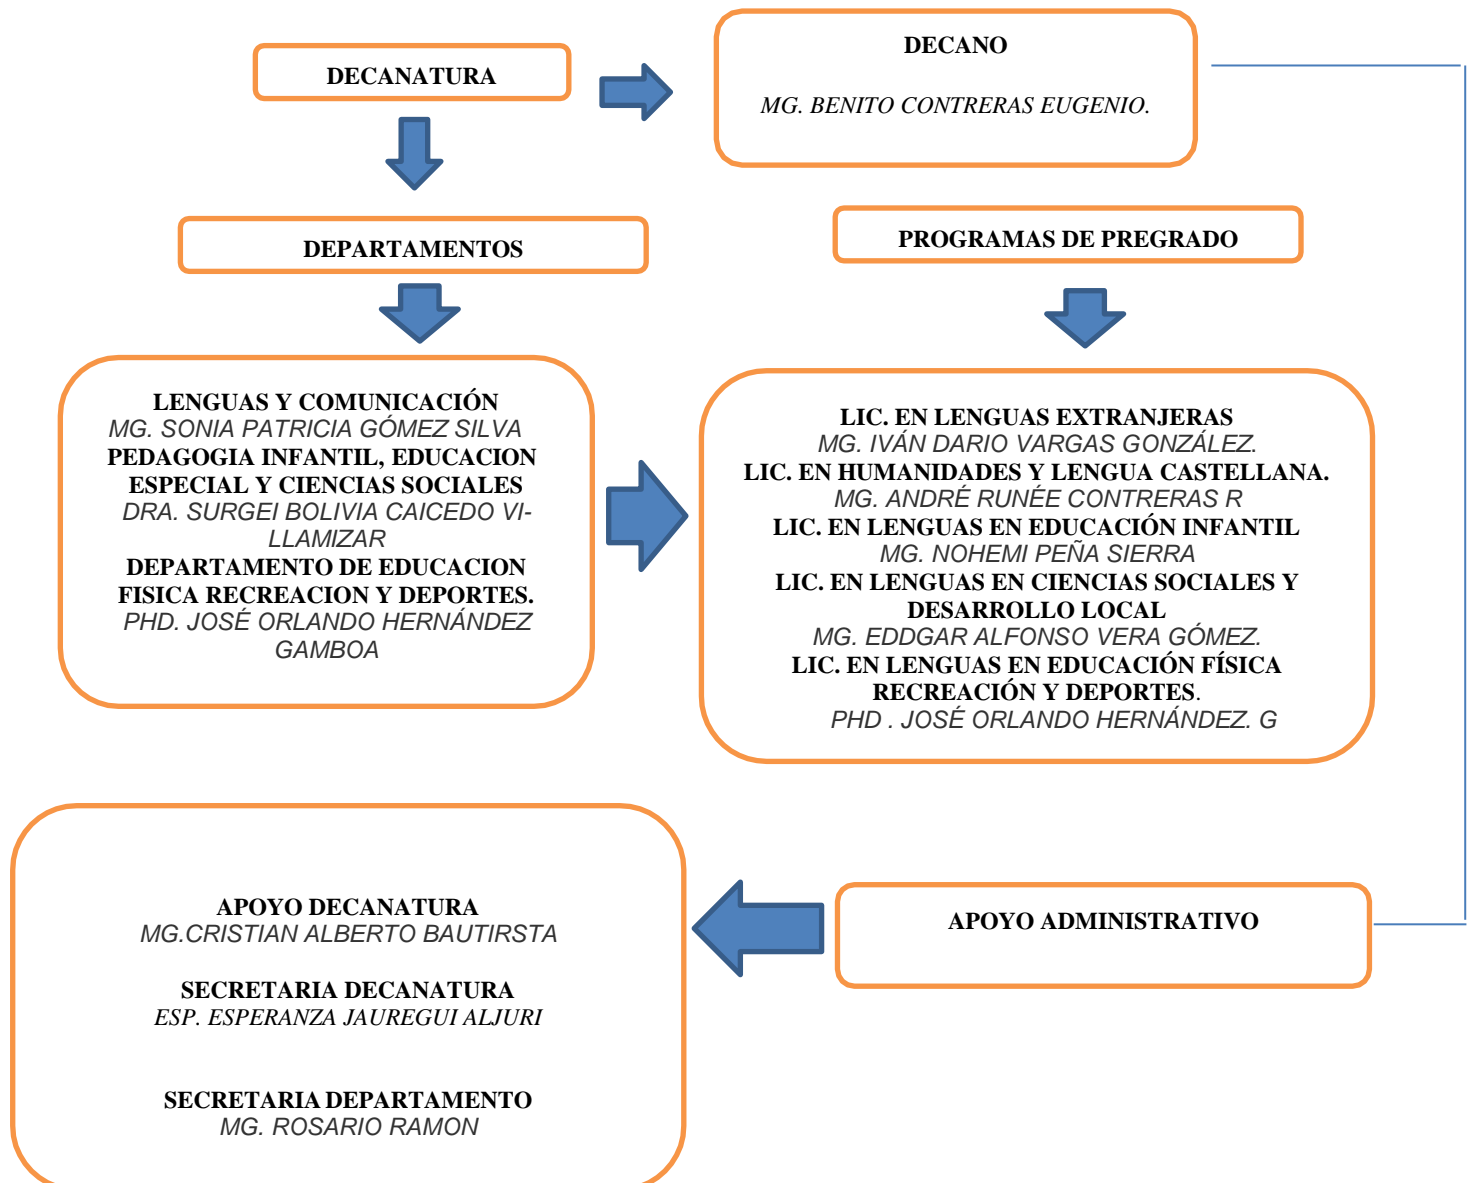 DECANATURA
DECANO
MG. BENITO CONTRERAS EUGENIO.
DEPARTAMENTOS
PROGRAMAS DE PREGRADO
LENGUAS Y COMUNICACIÓN
MG. SONIA PATRICIA GÓMEZ SILVA
PEDAGOGIA INFANTIL, EDUCACION
ESPECIAL Y CIENCIAS SOCIALES
DRA. SURGEI BOLIVIA CAICEDO VI-
LLAMIZAR
DEPARTAMENTO DE EDUCACION
FISICA RECREACION Y DEPORTES.
PHD. JOSÉ ORLANDO HERNÁNDEZ
GAMBOA
LIC. EN LENGUAS EXTRANJERAS
MG. IVÁN DARIO VARGAS GONZÁLEZ.
LIC. EN HUMANIDADES Y LENGUA CASTELLANA.
MG. ANDRÉ RUNÉE CONTRERAS R
LIC. EN LENGUAS EN EDUCACIÓN INFANTIL
MG. NOHEMI PEÑA SIERRA
LIC. EN LENGUAS EN CIENCIAS SOCIALES Y
DESARROLLO LOCAL
MG. EDDGAR ALFONSO VERA GÓMEZ.
LIC. EN LENGUAS EN EDUCACIÓN FÍSICA
RECREACIÓN Y DEPORTES.
PHD . JOSÉ ORLANDO HERNÁNDEZ. G
APOYO DECANATURA
MG.CRISTIAN ALBERTO BAUTIRSTA
SECRETARIA DECANATURA
ESP. ESPERANZA JAUREGUI ALJURI
SECRETARIA DEPARTAMENTO
MG. ROSARIO RAMON
APOYO ADMINISTRATIVO